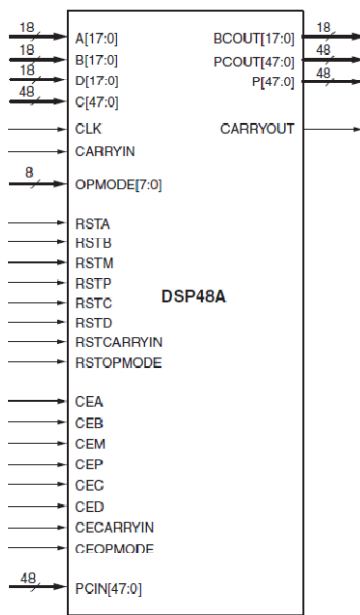 18 A[17:0] BCOUT[17:0] 18
18 B[17:0] PCOUT[47:0] 48
18 D[17:0] P[47:0] 48
48 C[47:0]
CLK CARRYOUT
CARRYIN
8 OPMODE[7:0]
RSTA
RSTB
RSTM
RSTP
RSTC
RSTD
RSTCARRYIN
RSTOPMODE
DSP48A
CEA
CEB
CEM
CEP
CEC
CED
CECARRYIN
CEOPMODE
48 PCIN[47:0]